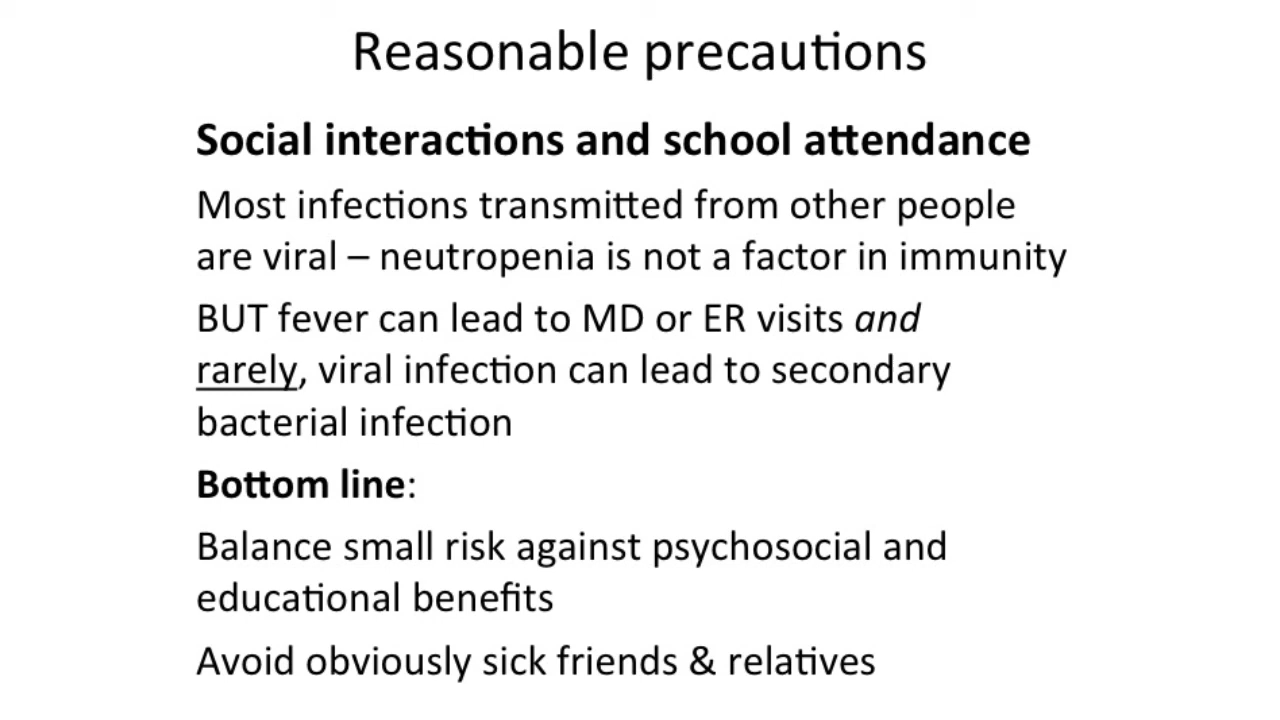 Reasonable precautions
Social interactions and school attendance
Most infections transmitted from other people
are viral – neutropenia is not a factor in immunity
BUT fever can lead to MD or ER visits and
rarely, viral infection can lead to secondary
bacterial infection
Bottom line:
Balance small risk against psychosocial and
educational benefits
Avoid obviously sick friends & relatives